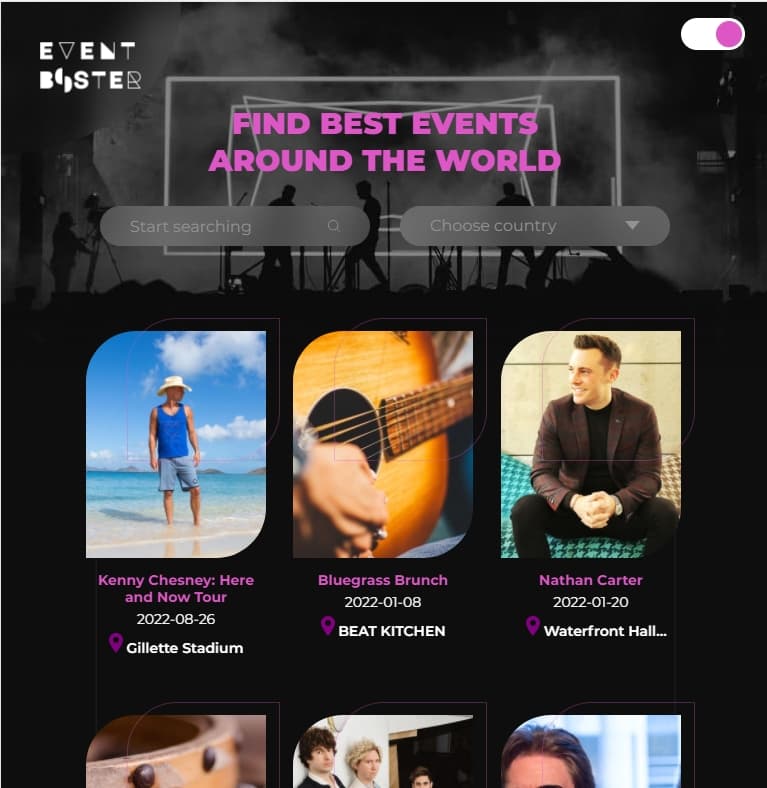 EVENT
BOOSTER
FIND BEST EVENTS
AROUND THE WORLD
Start searching
Choose country
Kenny Chesney: Here
and Now Tour
2022-08-26
Gillette Stadium
Bluegrass Brunch
2022-01-08
BEAT KITCHEN
Nathan Carter
2022-01-20
Waterfront Hall...